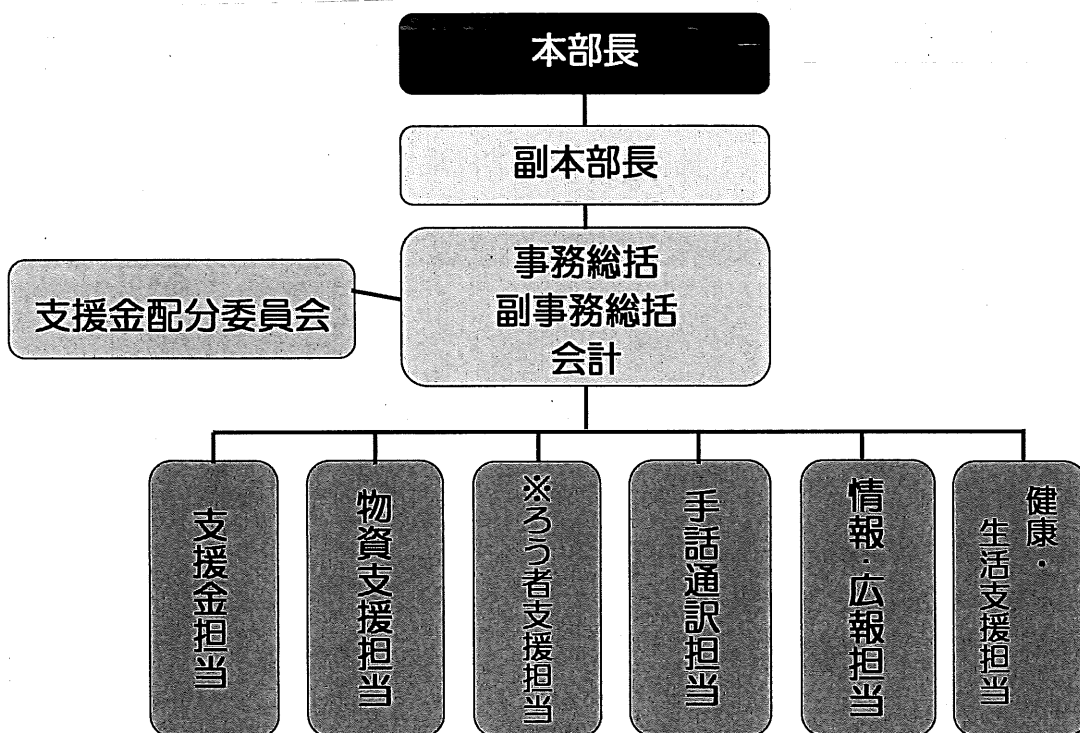 本部長
副本部長
事務総括
副事務総括
会計
支援金配分委員会
支援金担当
物資支援担当
※ろう者支援担当
手話通訳担当
情報・広報担当
健康・
生活支援担当